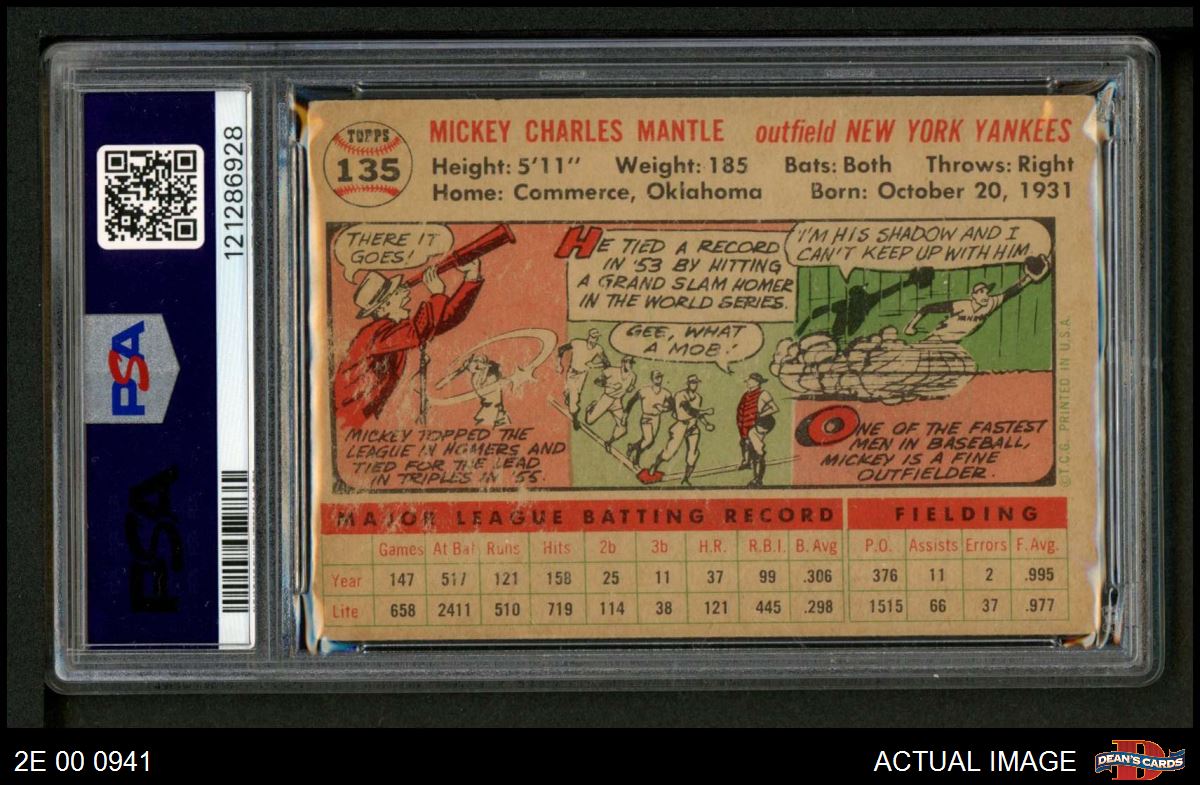 121286928
PSA
PSA
TOPPS
135
MICKEY CHARLES MANTLE outfield NEW YORK YANKEES
Height: 5'11" Weight: 185 Bats: Both Throws: Right
Home: Commerce, Oklahoma Born: October 20, 1931
THERE IT
GOES!
MICKEY TOPPED THE
LEAGUE IN HOMERS AND
TIED FOR THE LEAD
IN TRIPLES IN '55.
HE TIED A RECORD
IN '53 BY HITTING
A GRAND SLAM HOMER
IN THE WORLD SERIES.
GEE, WHAT
A MOB!
I'M HIS SHADOW AND I
CAN'T KEEP UP WITH HIM.
ONE OF THE FASTEST
MEN IN BASEBALL,
MICKEY IS A FINE
OUTFIELDER.
© T.C.G. PRINTED IN U.S.A.
MAJOR LEAGUE BATTING RECORD FIELDING
Games At Bat Runs Hits 2b 3b H.R. R.B.I. B. Avg P.O. Assists Errors F. Avg.
Year 147 517 121 158 25 11 37 99 .306 376 11 2 .995
Life 658 2411 510 719 114 38 121 445 .298 1515 66 37 .977
2E 00 0941
ACTUAL IMAGE
DEAN'S CARDS